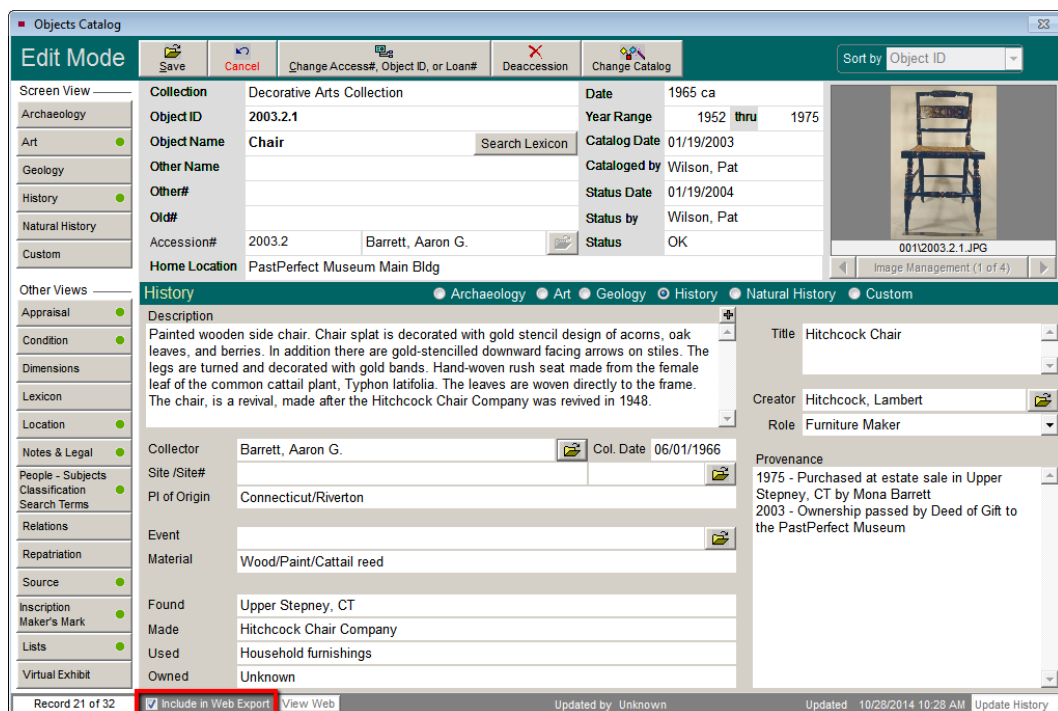 Objects Catalog
Edit Mode
Save
Cancel
Change Access#, Object ID, or Loan#
Deaccession
Change Catalog
Sort by Object ID
Screen View
Archaeology
Art
Geology
History
Natural History
Custom
Other Views
Appraisal
Condition
Dimensions
Lexicon
Location
Notes & Legal
People - Subjects
Classification
Search Terms
Relations
Repatriation
Source
Inscription
Maker's Mark
Lists
Virtual Exhibit
Collection Decorative Arts Collection
Object ID 2003.2.1
Object Name Chair Search Lexicon
Other Name
Other#
Old#
Accession# 2003.2 Barrett, Aaron G.
Home Location PastPerfect Museum Main Bldg
Date 1965 ca
Year Range 1952 thru 1975
Catalog Date 01/19/2003
Cataloged by Wilson, Pat
Status Date 01/19/2004
Status by Wilson, Pat
Status OK
001\2003.2.1.JPG
Image Management (1 of 4)
History Archaeology Art Geology History Natural History Custom
Description
Painted wooden side chair. Chair splat is decorated with gold stencil design of acorns, oak
leaves, and berries. In addition there are gold-stencilled downward facing arrows on stiles. The
legs are turned and decorated with gold bands. Hand-woven rush seat made from the female
leaf of the common cattail plant, Typhon latifolia. The leaves are woven directly to the frame.
The chair, is a revival, made after the Hitchcock Chair Company was revived in 1948.
Collector Barrett, Aaron G. Col. Date 06/01/1966
Site /Site#
Pl of Origin Connecticut/Riverton
Event
Material Wood/Paint/Cattail reed
Found Upper Stepney, CT
Made Hitchcock Chair Company
Used Household furnishings
Owned Unknown
Title Hitchcock Chair
Creator Hitchcock, Lambert
Role Furniture Maker
Provenance
1975 - Purchased at estate sale in Upper
Stepney, CT by Mona Barrett
2003 - Ownership passed by Deed of Gift to
the PastPerfect Museum
Record 21 of 32 Include in Web Export View Web Updated by Unknown Updated 10/28/2014 10:28 AM Update History